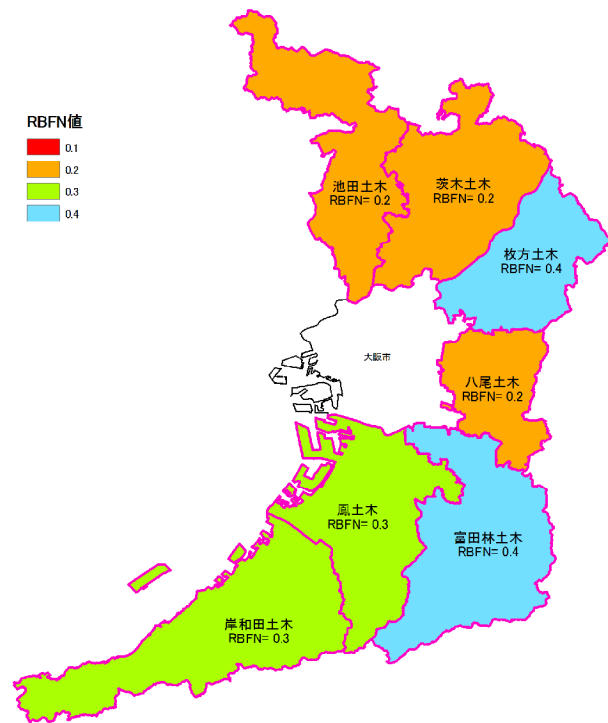 RBFN値
0.1
0.2
0.3
0.4
池田土木
RBFN= 0.2
茨木土木
RBFN= 0.2
枚方土木
RBFN= 0.4
大阪市
八尾土木
RBFN= 0.2
鳳土木
RBFN= 0.3
富田林土木
RBFN= 0.4
岸和田土木
RBFN= 0.3